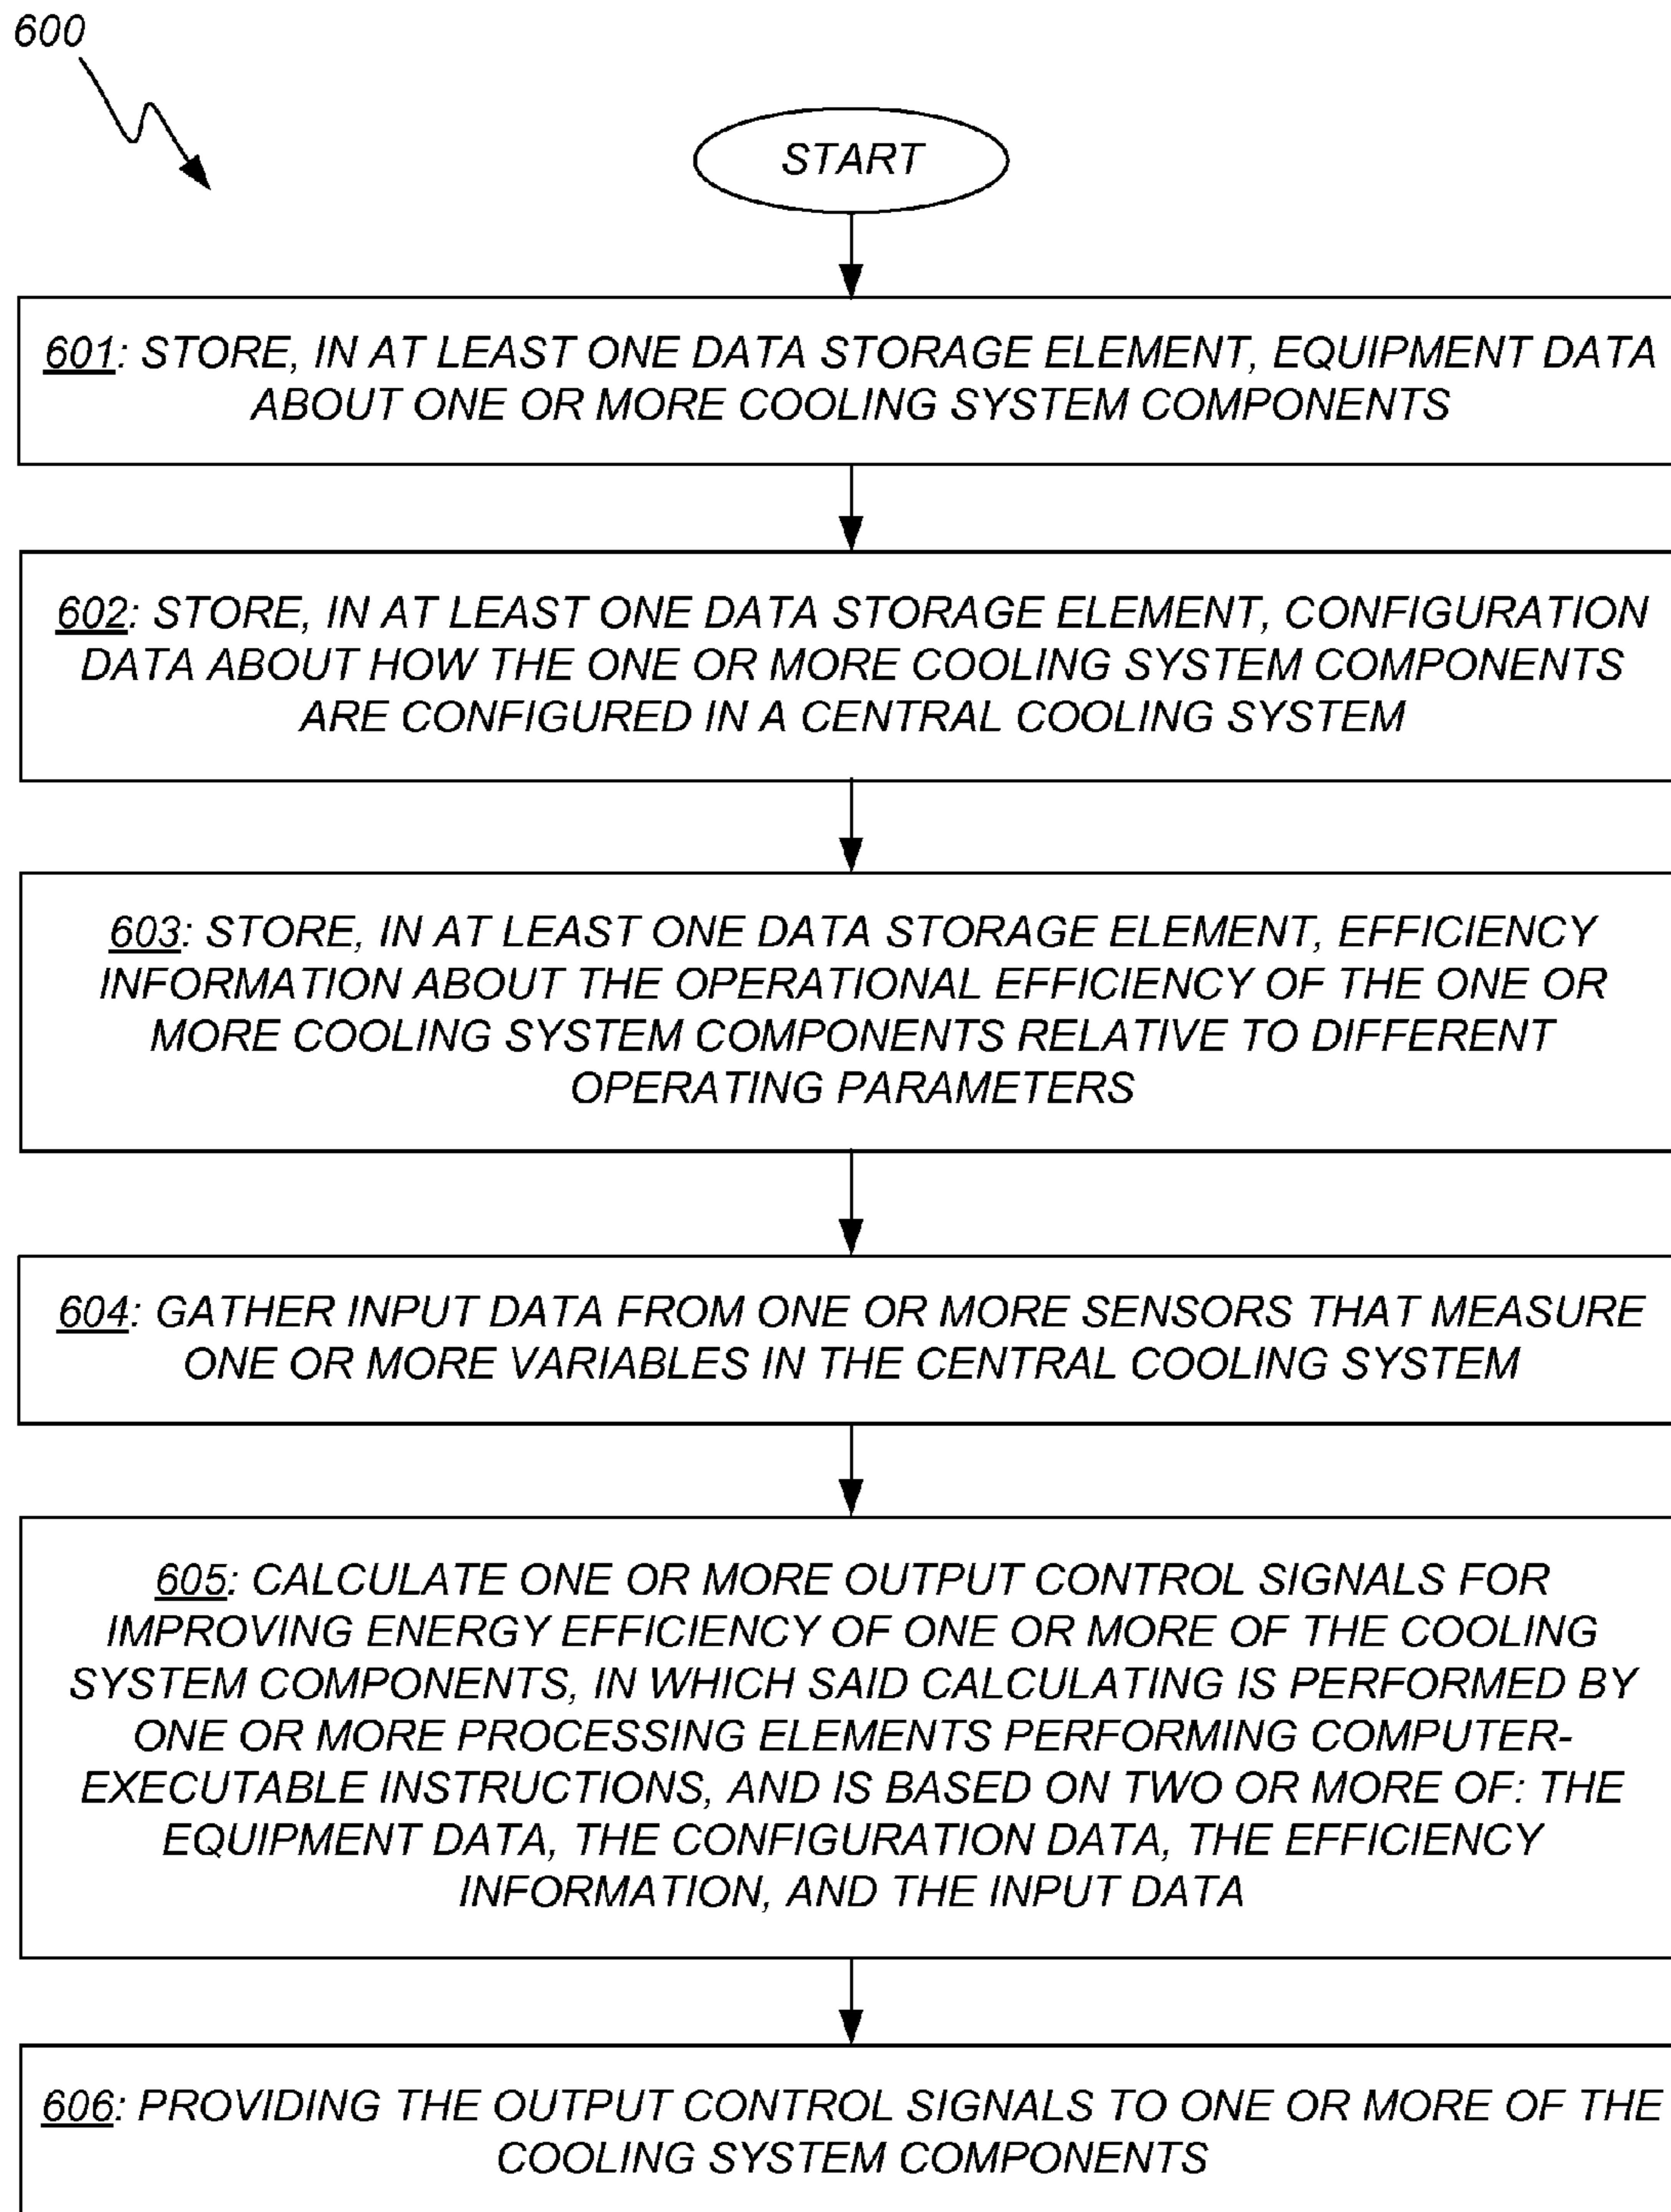 600
START
601: STORE, IN AT LEAST ONE DATA STORAGE ELEMENT, EQUIPMENT DATA
ABOUT ONE OR MORE COOLING SYSTEM COMPONENTS
602: STORE, IN AT LEAST ONE DATA STORAGE ELEMENT, CONFIGURATION
DATA ABOUT HOW THE ONE OR MORE COOLING SYSTEM COMPONENTS
ARE CONFIGURED IN A CENTRAL COOLING SYSTEM
603: STORE, IN AT LEAST ONE DATA STORAGE ELEMENT, EFFICIENCY
INFORMATION ABOUT THE OPERATIONAL EFFICIENCY OF THE ONE OR
MORE COOLING SYSTEM COMPONENTS RELATIVE TO DIFFERENT
OPERATING PARAMETERS
604: GATHER INPUT DATA FROM ONE OR MORE SENSORS THAT MEASURE
ONE OR MORE VARIABLES IN THE CENTRAL COOLING SYSTEM
605: CALCULATE ONE OR MORE OUTPUT CONTROL SIGNALS FOR
IMPROVING ENERGY EFFICIENCY OF ONE OR MORE OF THE COOLING
SYSTEM COMPONENTS, IN WHICH SAID CALCULATING IS PERFORMED BY
ONE OR MORE PROCESSING ELEMENTS PERFORMING COMPUTER-
EXECUTABLE INSTRUCTIONS, AND IS BASED ON TWO OR MORE OF: THE
EQUIPMENT DATA, THE CONFIGURATION DATA, THE EFFICIENCY
INFORMATION, AND THE INPUT DATA
606: PROVIDING THE OUTPUT CONTROL SIGNALS TO ONE OR MORE OF THE
COOLING SYSTEM COMPONENTS